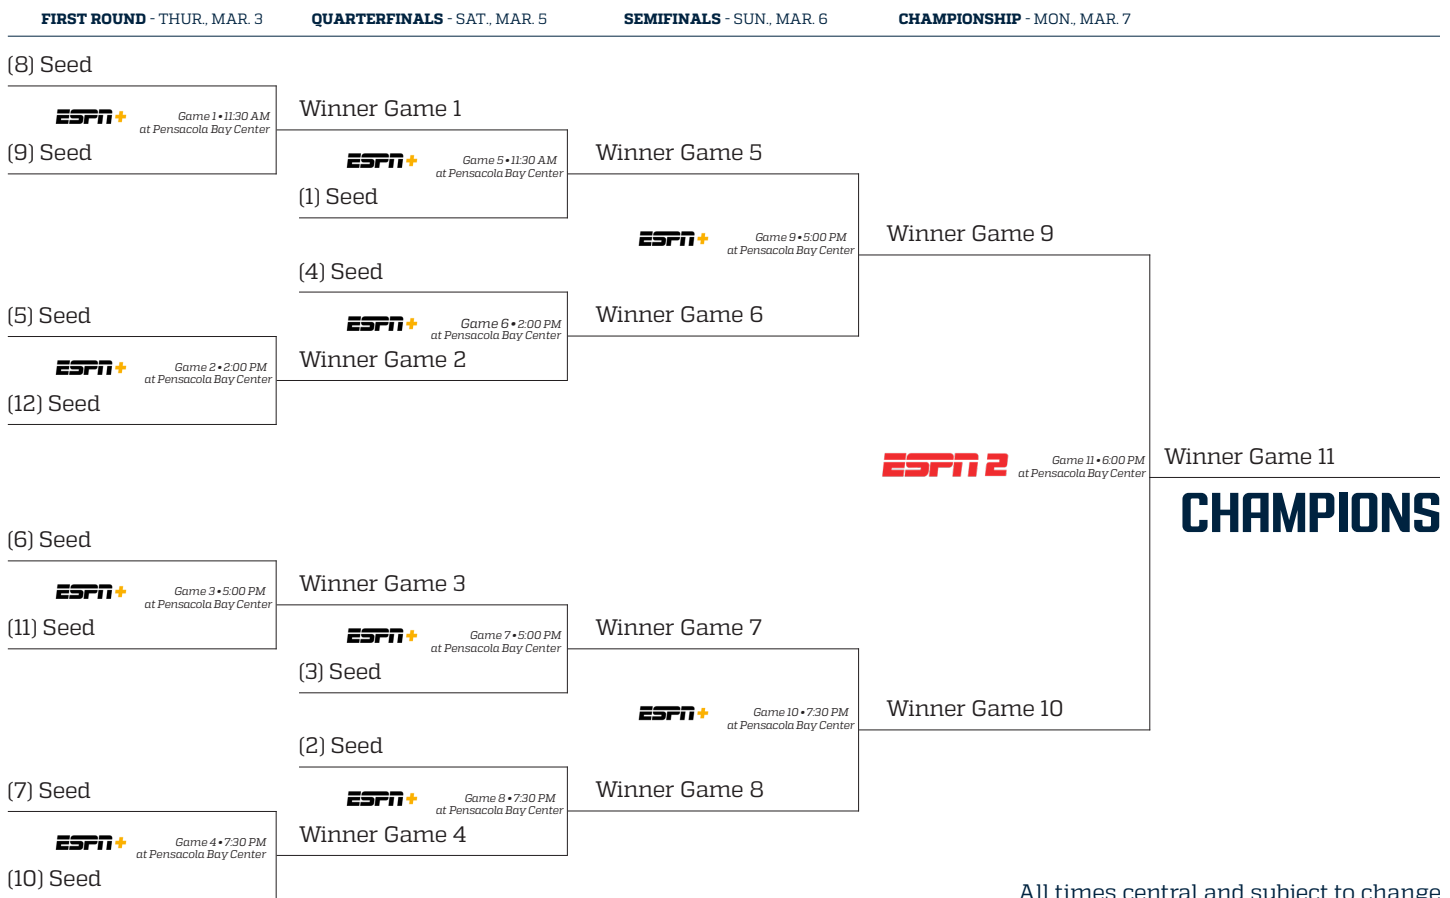 FIRST ROUND - THUR., MAR. 3
QUARTERFINALS - SAT., MAR. 5
SEMIFINALS - SUN., MAR. 6
CHAMPIONSHIP - MON., MAR. 7
(8) Seed
ESPN+
Game 1 • 11:30 AM
at Pensacola Bay Center
(9) Seed
(5) Seed
ESPN+
Game 2 • 2:00 PM
at Pensacola Bay Center
(12) Seed
(6) Seed
ESPN+
Game 3 • 5:00 PM
at Pensacola Bay Center
(11) Seed
(7) Seed
ESPN+
Game 4 • 7:30 PM
at Pensacola Bay Center
(10) Seed
Winner Game 1
ESPN+
Game 5 • 11:30 AM
at Pensacola Bay Center
(1) Seed
(4) Seed
ESPN+
Game 6 • 2:00 PM
at Pensacola Bay Center
Winner Game 2
Winner Game 3
ESPN+
Game 7 • 5:00 PM
at Pensacola Bay Center
(3) Seed
(2) Seed
ESPN+
Game 8 • 7:30 PM
at Pensacola Bay Center
Winner Game 4
Winner Game 5
ESPN+
Game 9 • 5:00 PM
at Pensacola Bay Center
Winner Game 6
Winner Game 7
ESPN+
Game 10 • 7:30 PM
at Pensacola Bay Center
Winner Game 8
Winner Game 9
ESPN 2
Game 11 • 6:00 PM
at Pensacola Bay Center
Winner Game 10
Winner Game 11
CHAMPIONS
All times central and subject to change